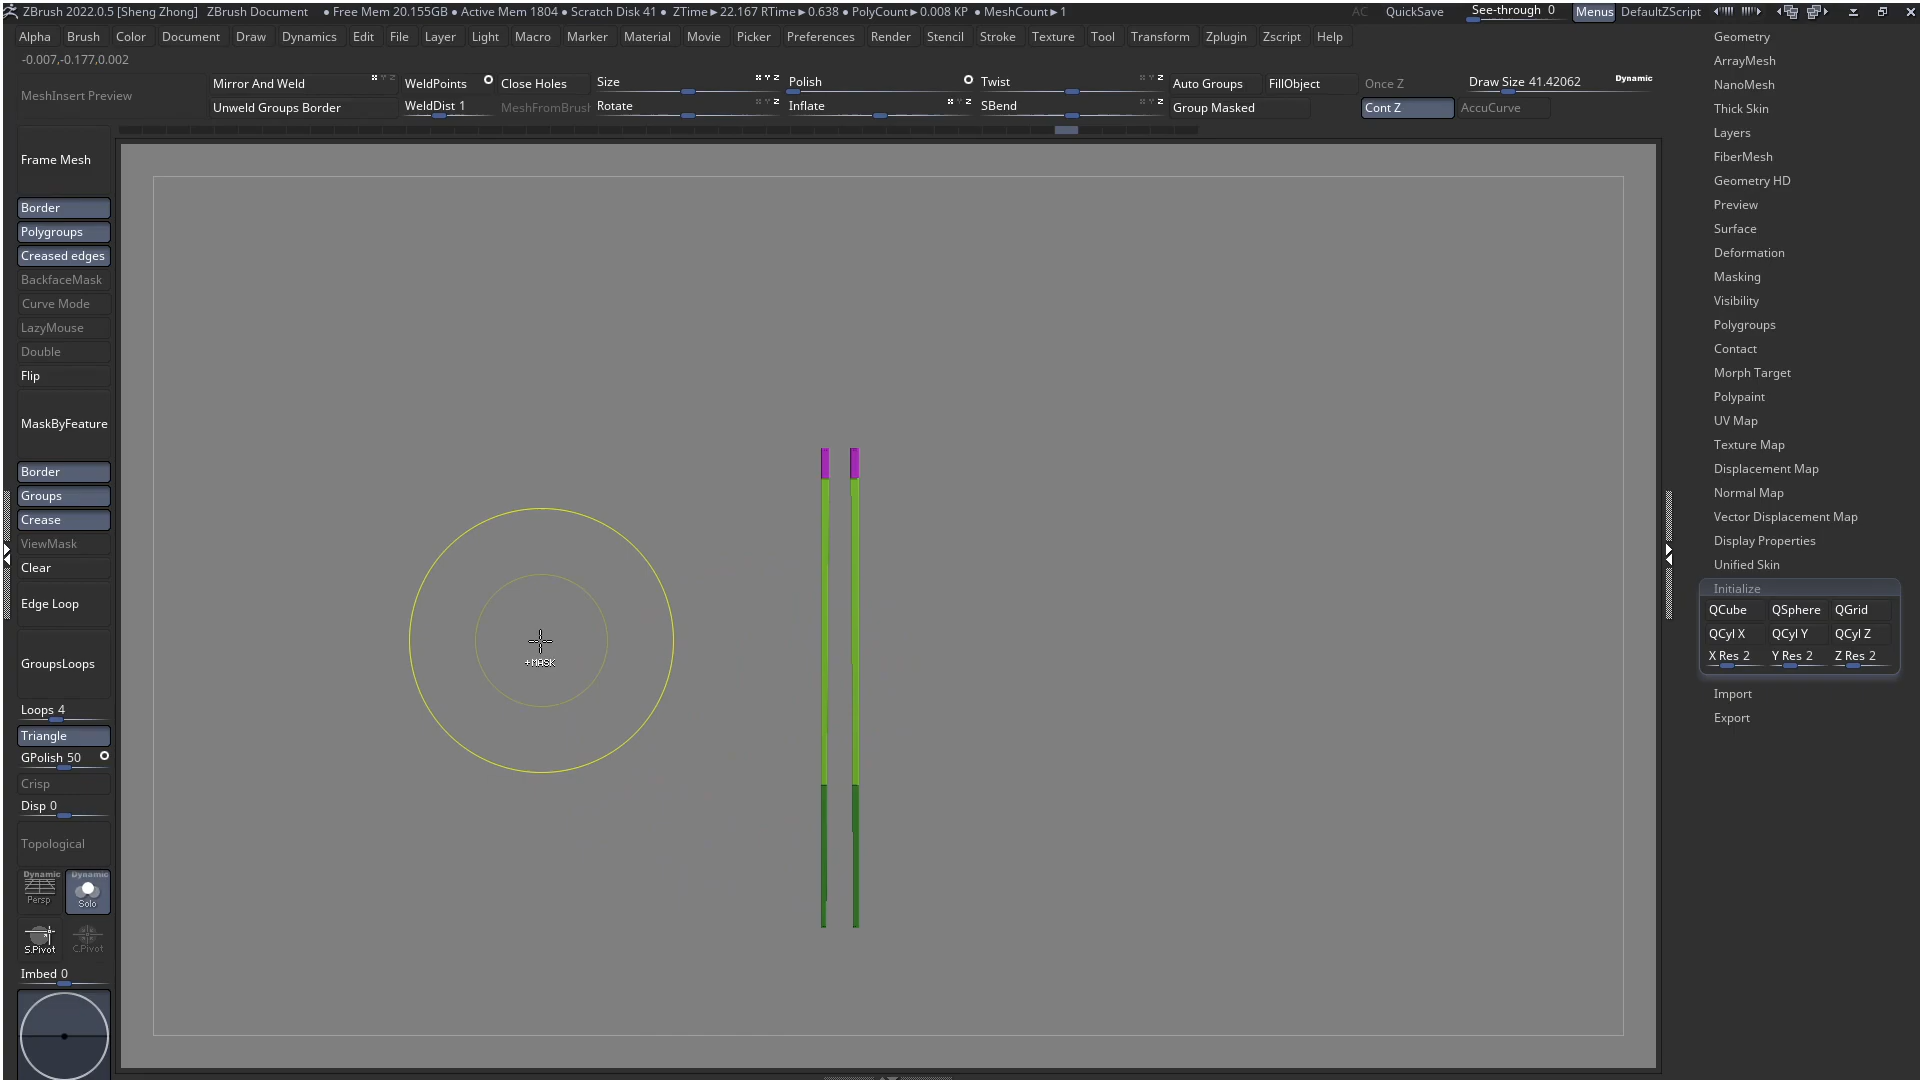 ZBrush 2022.0.5 [Sheng Zhong] ZBrush Document ● Free Mem 20.155GB ● Active Mem 1804 ● Scratch Disk 41 ● ZTime▶22.167 RTime▶0.638 ● PolyCount▶0.008 KP ● MeshCount▶1 AC QuickSave See-through 0 Menus DefaultZScript
Alpha Brush Color Document Draw Dynamics Edit File Layer Light Macro Marker Material Movie Picker Preferences Render Stencil Stroke Texture Tool Transform Zplugin Zscript Help
-0.007,-0.177,0.002
MeshInsert Preview
Mirror And Weld WeldPoints Close Holes Size Polish Twist Auto Groups FillObject Once Z Draw Size 41.42062 Dynamic
Unweld Groups Border WeldDist 1 MeshFromBrush Rotate Inflate SBend Group Masked Cont Z AccuCurve
Frame Mesh
Border
Polygroups
Creased edges
BackfaceMask
Curve Mode
LazyMouse
Double
Flip
MaskByFeature
Border
Groups
Crease
ViewMask
Clear
Edge Loop
GroupsLoops
Loops 4
Triangle
GPolish 50
Crisp
Disp 0
Topological
Dynamic Dynamic
Persp Solo
S.Pivot C.Pivot
Imbed 0
+MASK
Geometry
ArrayMesh
NanoMesh
Thick Skin
Layers
FiberMesh
Geometry HD
Preview
Surface
Deformation
Masking
Visibility
Polygroups
Contact
Morph Target
Polypaint
UV Map
Texture Map
Displacement Map
Normal Map
Vector Displacement Map
Display Properties
Unified Skin
Initialize
QCube QSphere QGrid
QCyl X QCyl Y QCyl Z
X Res 2 Y Res 2 Z Res 2
Import
Export